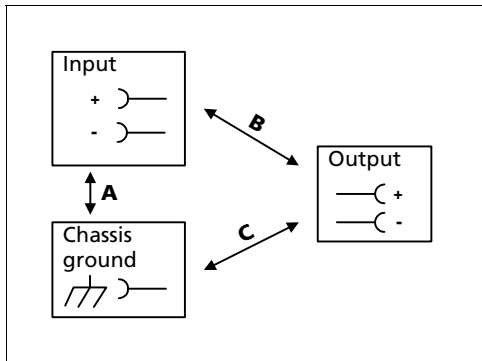 Input
+
-
B
Output
+
-
A
Chassis
ground
C